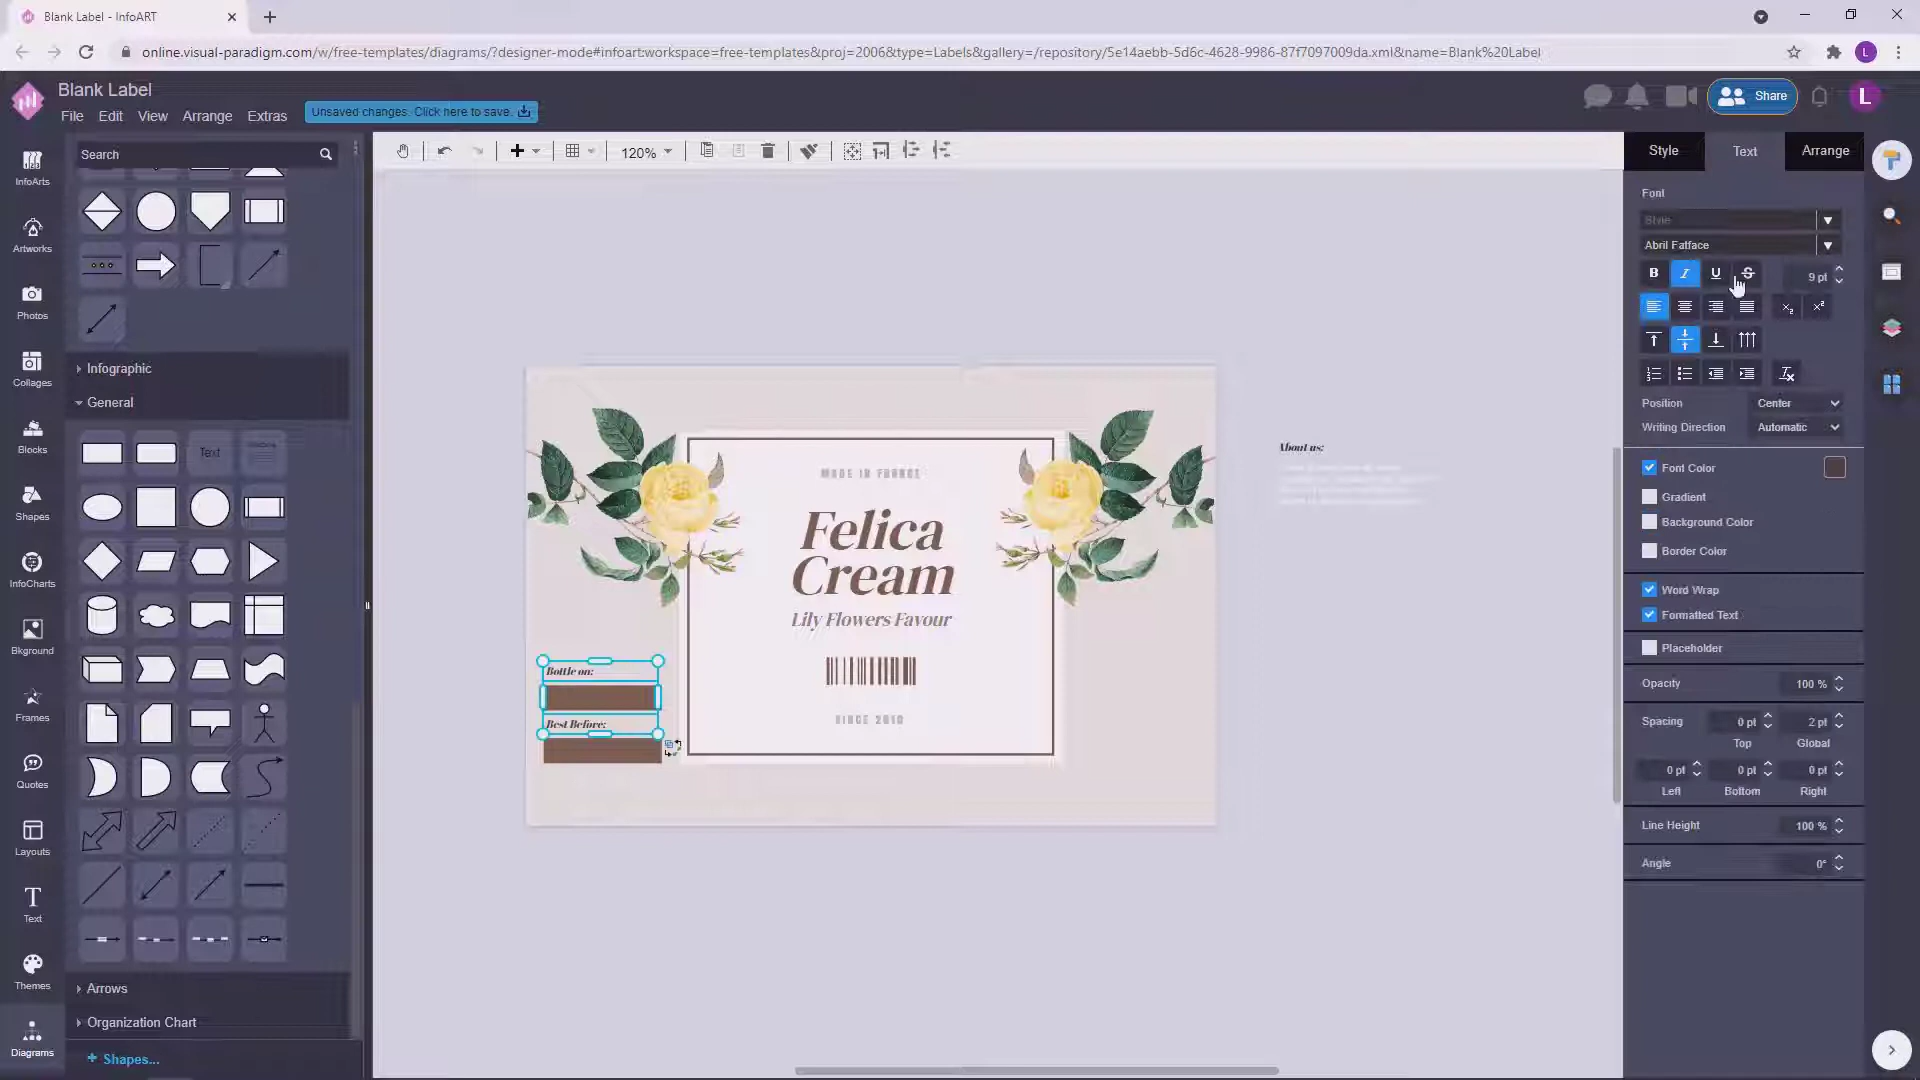 Blank Label - InfoART
online.visual-paradigm.com/w/free-templates/diagrams/?designer-mode#infoart:workspace=free-templates&proj=2006&type=Labels&gallery=/repository/5e14aebb-5d6c-4628-9986-87f7097009da.xml&name=Blank%20Label
L
Blank Label
File Edit View Arrange Extras
Unsaved changes. Click here to save.
Share
L
InfoArts
Artworks
Photos
Collages
Blocks
Shapes
InfoCharts
Bkground
Frames
Quotes
Layouts
Text
Themes
Diagrams
Search
Infographic
General
Text
Arrows
Organization Chart
+ Shapes...
120%
MADE IN FRANCE
Felica
Cream
Lily Flowers Favour
SINCE 2010
Bottle on:
Best Before:
About us:
Style Text Arrange
Font
Style
Abril Fatface
B I U S 9 pt
Position Center
Writing Direction Automatic
Font Color
Gradient
Background Color
Border Color
Word Wrap
Formatted Text
Placeholder
Opacity 100 %
Spacing 0 pt 2 pt
Top Global
0 pt 0 pt 0 pt
Left Bottom Right
Line Height 100 %
Angle 0°